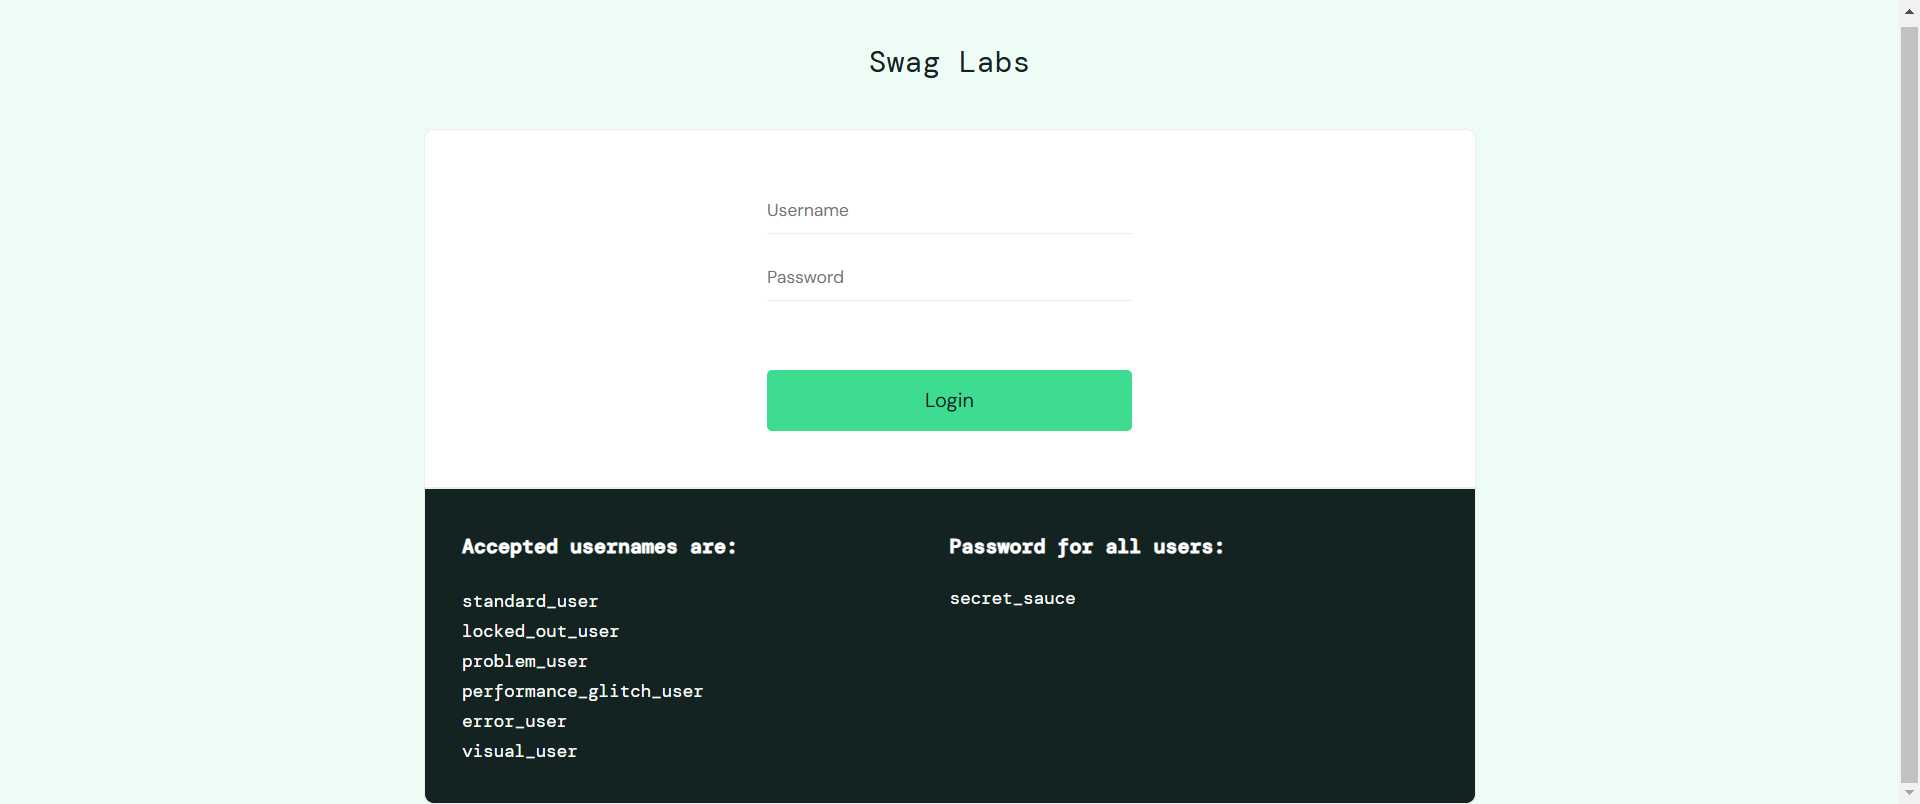 Swag Labs
Username
Password
Login
Accepted usernames are:
standard_user
locked_out_user
problem_user
performance_glitch_user
error_user
visual_user
Password for all users:
secret_sauce